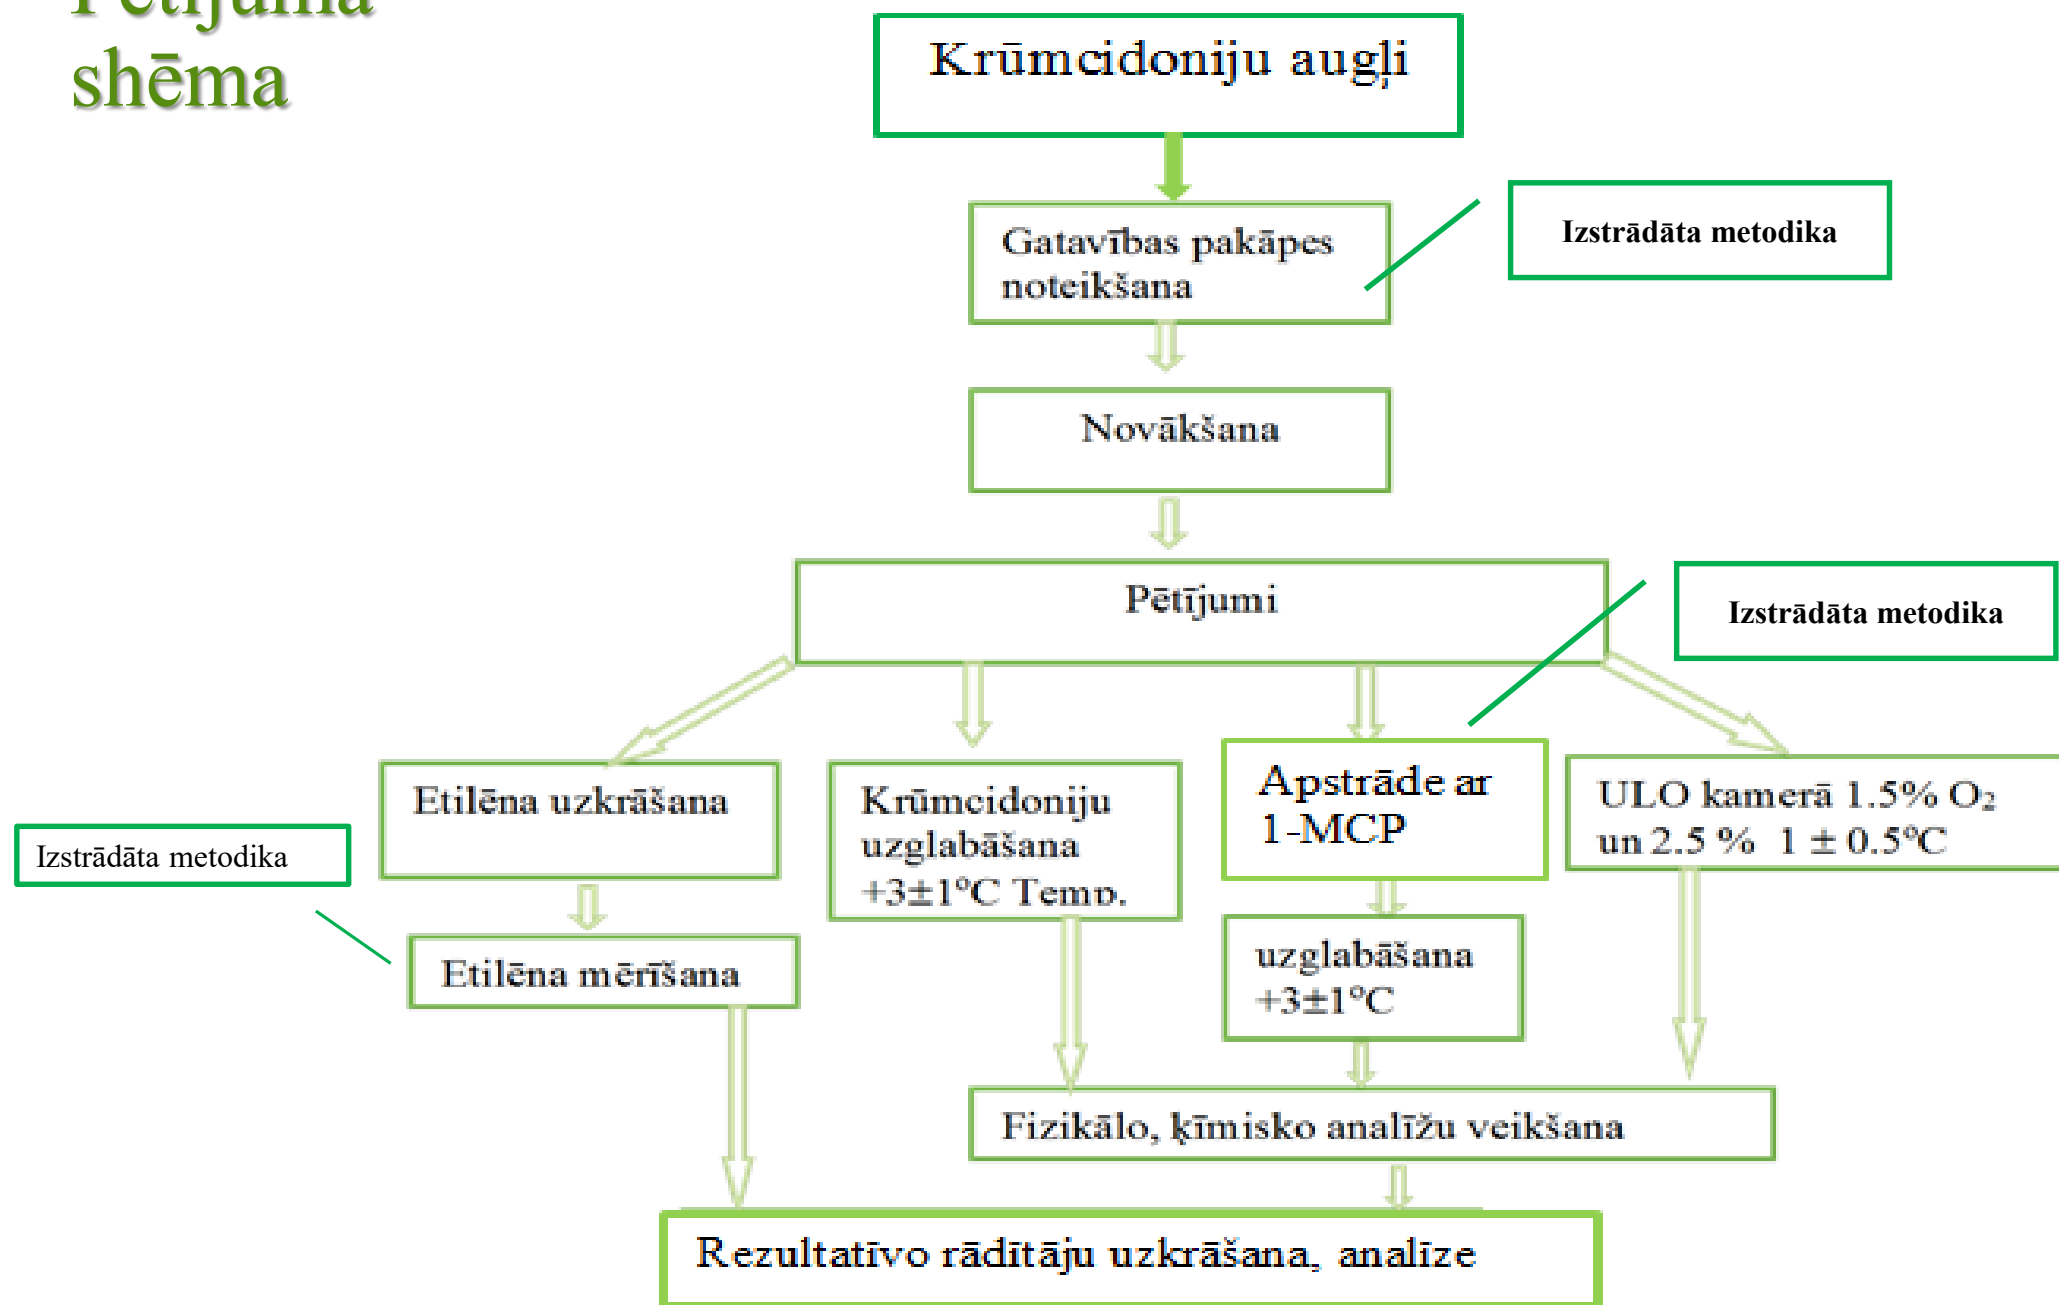 Pētījuma
shēma
Krūmcidoniju augļi
Gatavības pakāpes
noteikšana
Izstrādāta metodika
Novākšana
Pētījumi
Izstrādāta metodika
Etilēna uzkrāšana
Krūmcidoniju
uzglabāšana
+3±1°C Temp.
Apstrāde ar
1-MCP
ULO kamerā 1.5% O₂
un 2.5 % 1 ± 0.5°C
Izstrādāta metodika
Etilēna mērīšana
uzglabāšana
+3±1°C
Fizikālo, ķīmisko analīžu veikšana
Rezultatīvo rādītāju uzkrāšana, analīze